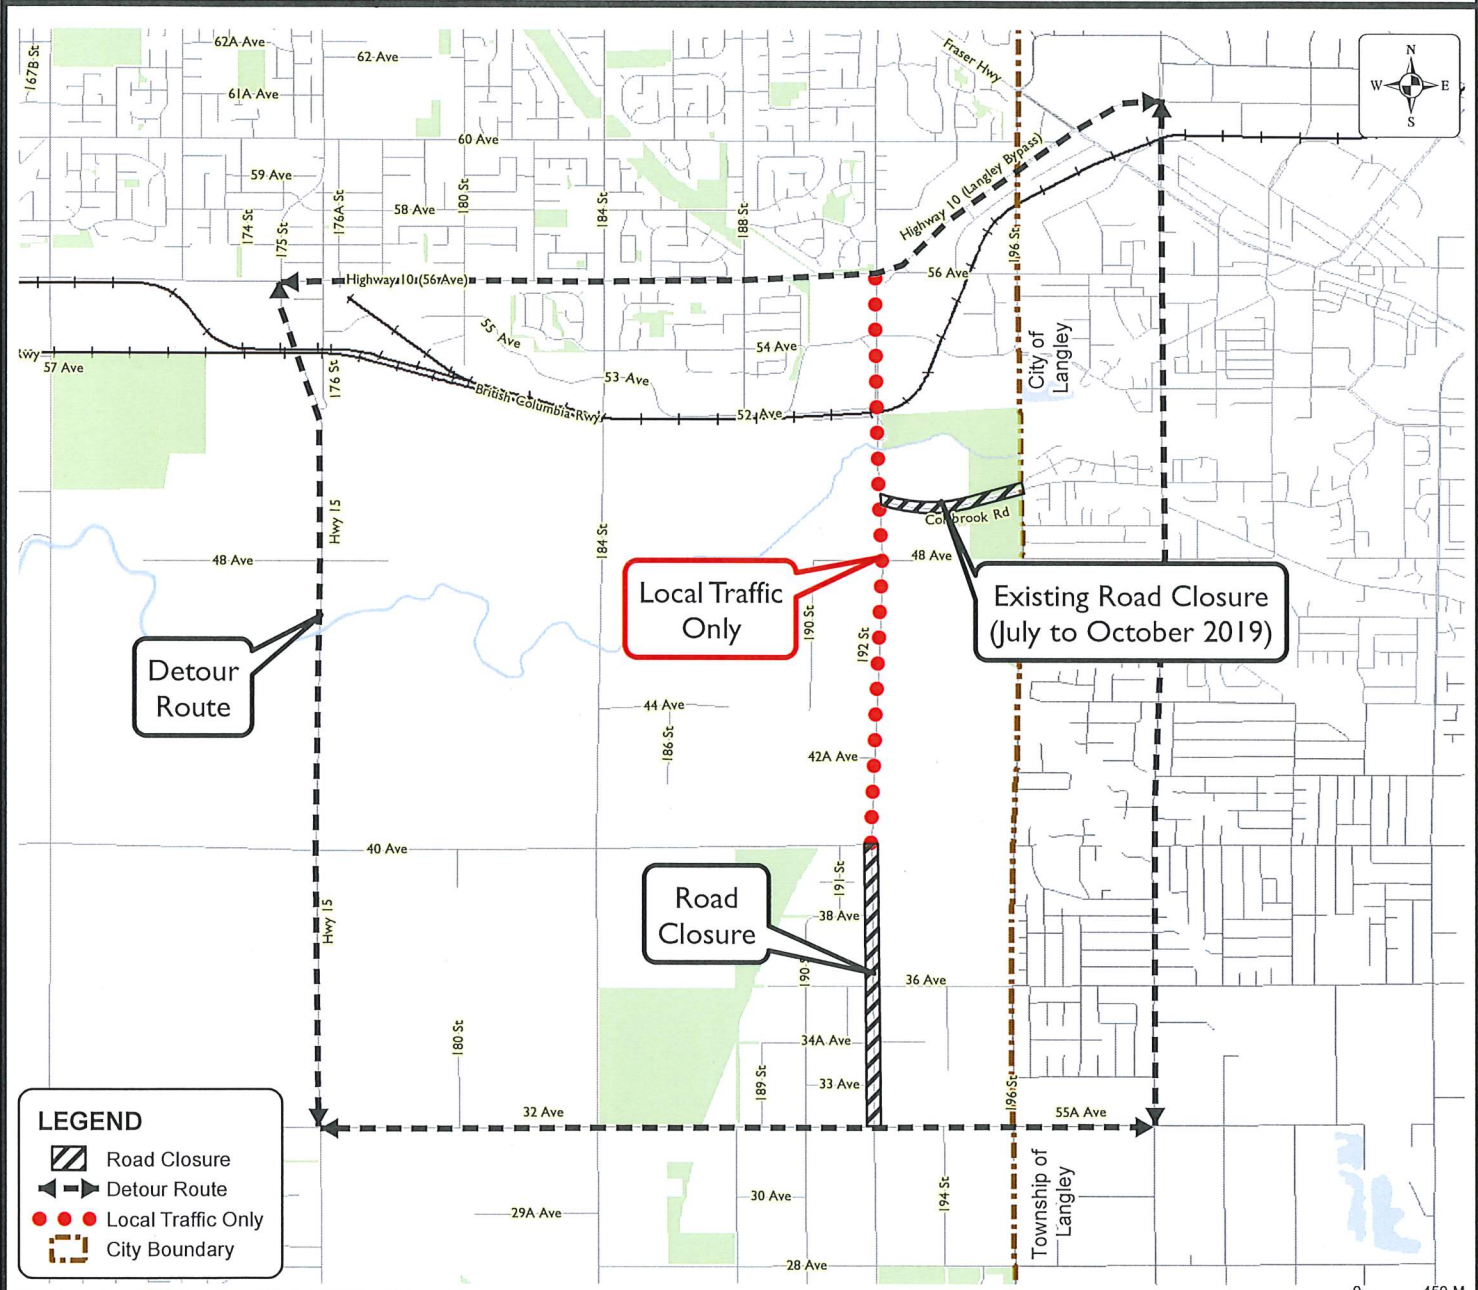 167B St
62A Ave
62 Ave
Fraser Hwy
N
W
E
S
61A Ave
60 Ave
59 Ave
58 Ave
174 St
175 St
176A St
180 St
184 St
188 St
Highway 10 (Langley Bypass)
196 St
Highway 10 (56 Ave)
56 Ave
55 Ave
54 Ave
53 Ave
52 Ave
57 Ave
176 St
British Columbia Rwy
City of
Langley
Hwy 15
184 St
48 Ave
48 Ave
Local Traffic
Only
Existing Road Closure
(July to October 2019)
190 St
192 St
Detour
Route
44 Ave
186 St
42A Ave
40 Ave
Road
Closure
191 St
38 Ave
Hwy 15
36 Ave
34A Ave
33 Ave
180 St
189 St
196 St
32 Ave
55A Ave
LEGEND
Road Closure
Detour Route
Local Traffic Only
City Boundary
Township of
Langley
194 St
30 Ave
29A Ave
28 Ave